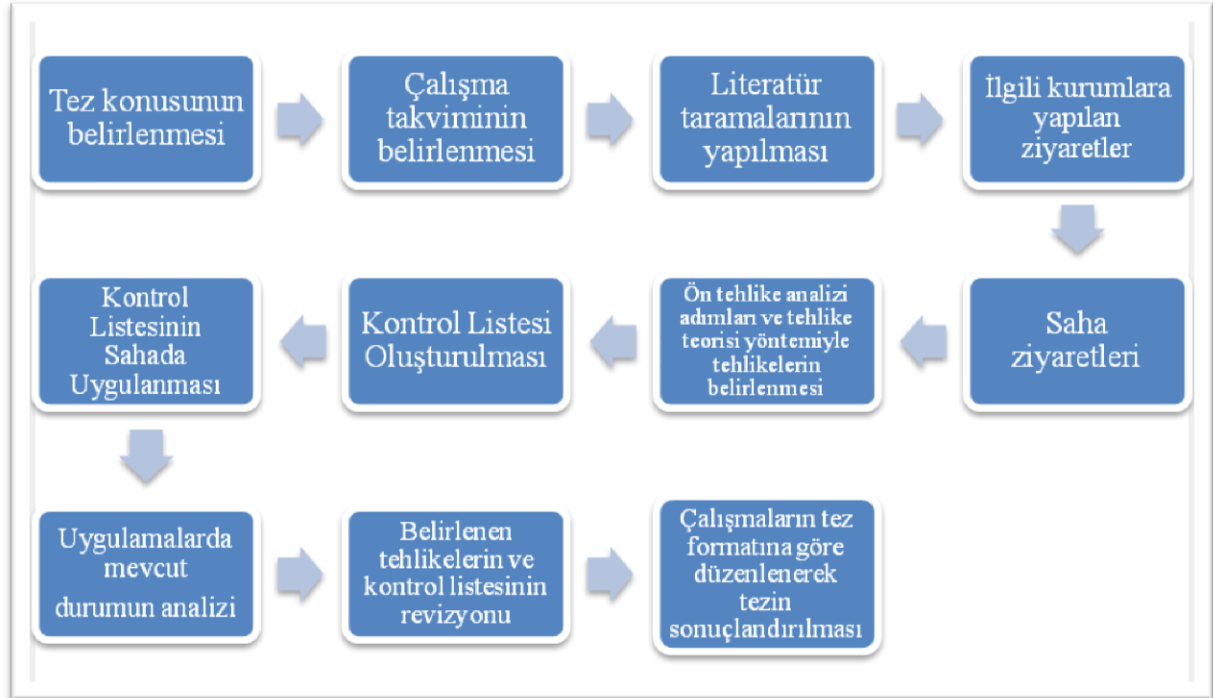 Tez konusunun
belirlenmesi
Çalışma
takviminin
belirlenmesi
Literatür
taramalarının
yapılması
İlgili kurumlara
yapılan
ziyaretler
Saha
ziyaretleri
Ön tehlike analizi
adımları ve tehlike
teorisi yöntemiyle
tehlikelerin
belirlenmesi
Kontrol Listesi
Oluşturulması
Kontrol
Listesinin
Sahada
Uygulanması
Uygulamalarda
mevcut
durumun analizi
Belirlenen
tehlikelerin ve
kontrol listesinin
revizyonu
Çalışmaların tez
formatına göre
düzenlenerek
tezin
sonuçlandırılması